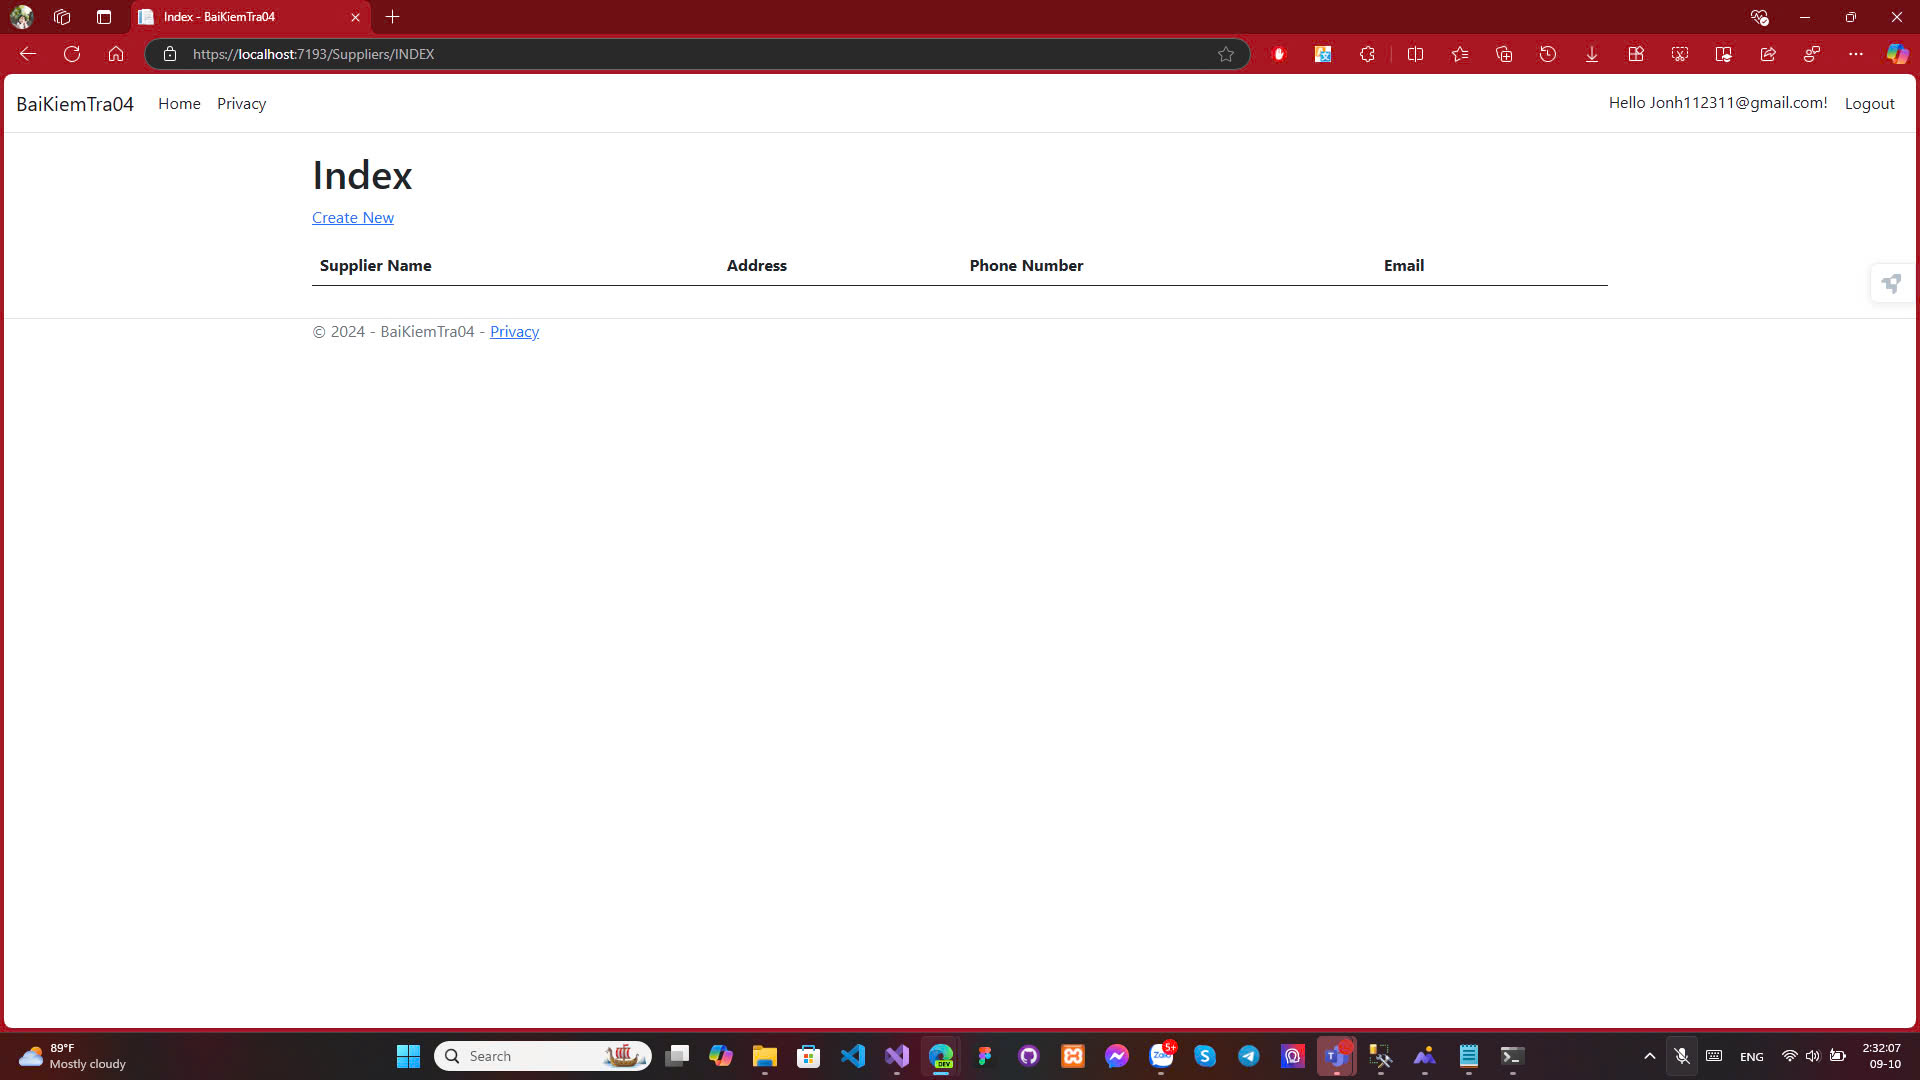 Index - BaiKiemTra04
https://localhost:7193/Suppliers/INDEX
BaiKiemTra04 Home Privacy Hello Jonh112311@gmail.com! Logout
Index
Create New
Supplier Name Address Phone Number Email
© 2024 - BaiKiemTra04 - Privacy
89°F
Mostly cloudy
Search
DEV
Zalo
5+
ENG
2:32:07
09-10